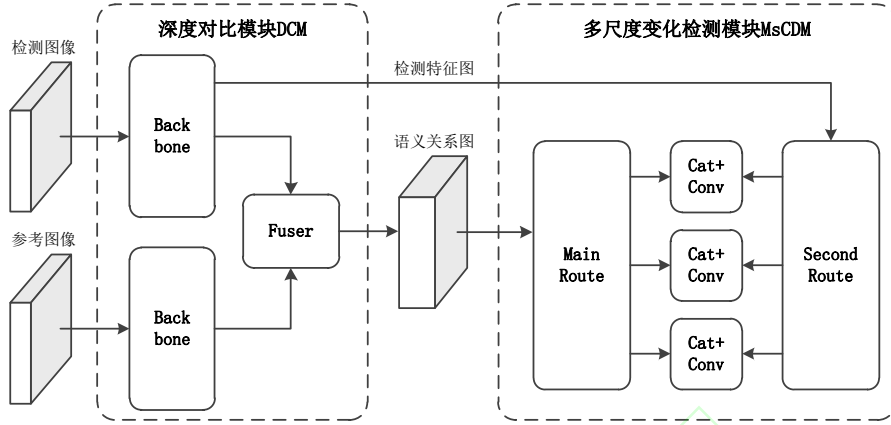 深度对比模块DCM
多尺度变化检测模块MsCDM
检测图像
检测特征图
Back
bone
语义关系图
Cat+
Conv
Fuser
参考图像
Main
Route
Cat+
Conv
Second
Route
Back
bone
Cat+
Conv